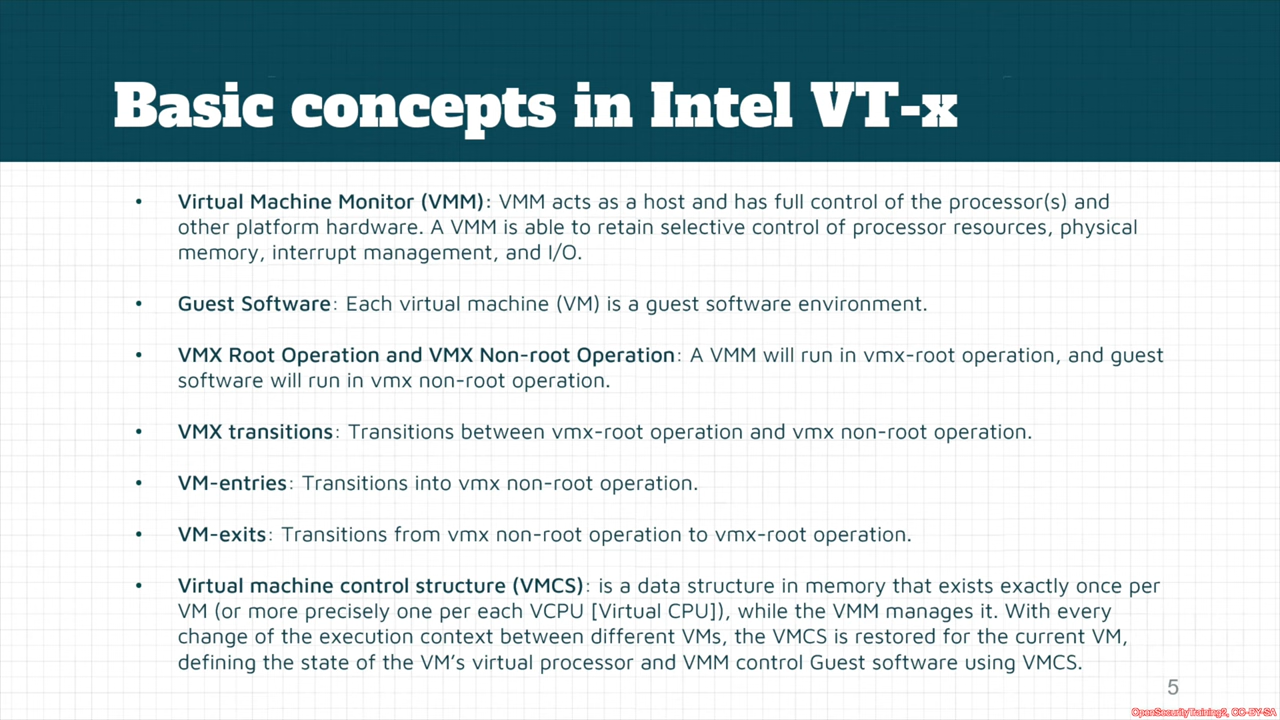 Basic concepts in Intel VT-x
• Virtual Machine Monitor (VMM): VMM acts as a host and has full control of the processor(s) and
other platform hardware. A VMM is able to retain selective control of processor resources, physical
memory, interrupt management, and I/O.
• Guest Software: Each virtual machine (VM) is a guest software environment.
• VMX Root Operation and VMX Non-root Operation: A VMM will run in vmx-root operation, and guest
software will run in vmx non-root operation.
• VMX transitions: Transitions between vmx-root operation and vmx non-root operation.
• VM-entries: Transitions into vmx non-root operation.
• VM-exits: Transitions from vmx non-root operation to vmx-root operation.
• Virtual machine control structure (VMCS): is a data structure in memory that exists exactly once per
VM (or more precisely one per each VCPU [Virtual CPU]), while the VMM manages it. With every
change of the execution context between different VMs, the VMCS is restored for the current VM,
defining the state of the VM's virtual processor and VMM control Guest software using VMCS.
5
OpenSecurityTraining2, CC-BY-SA